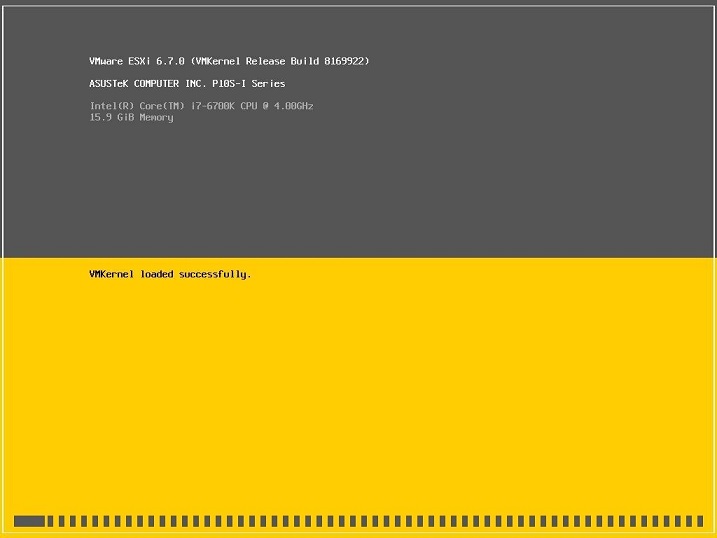 VMware ESXi 6.7.0 (VMKernel Release Build 8169922)
ASUSTeK COMPUTER INC. P10S-I Series
Intel(R) Core(TM) i7-6700K CPU @ 4.00GHz
15.9 GiB Memory
VMKernel loaded successfully.